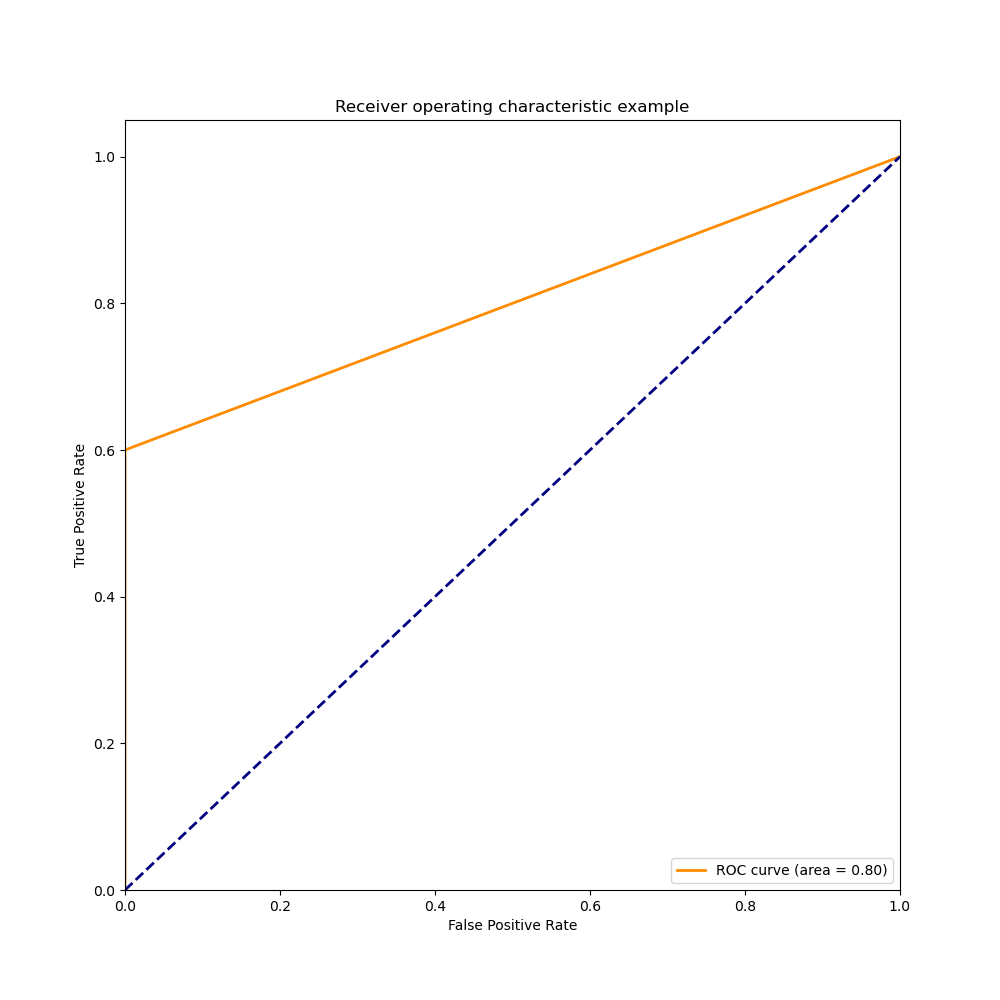 Receiver operating characteristic example
1.0
0.8
0.6
0.4
0.2
0.0
True Positive Rate
0.0 0.2 0.4 0.6 0.8 1.0
False Positive Rate
ROC curve (area = 0.80)